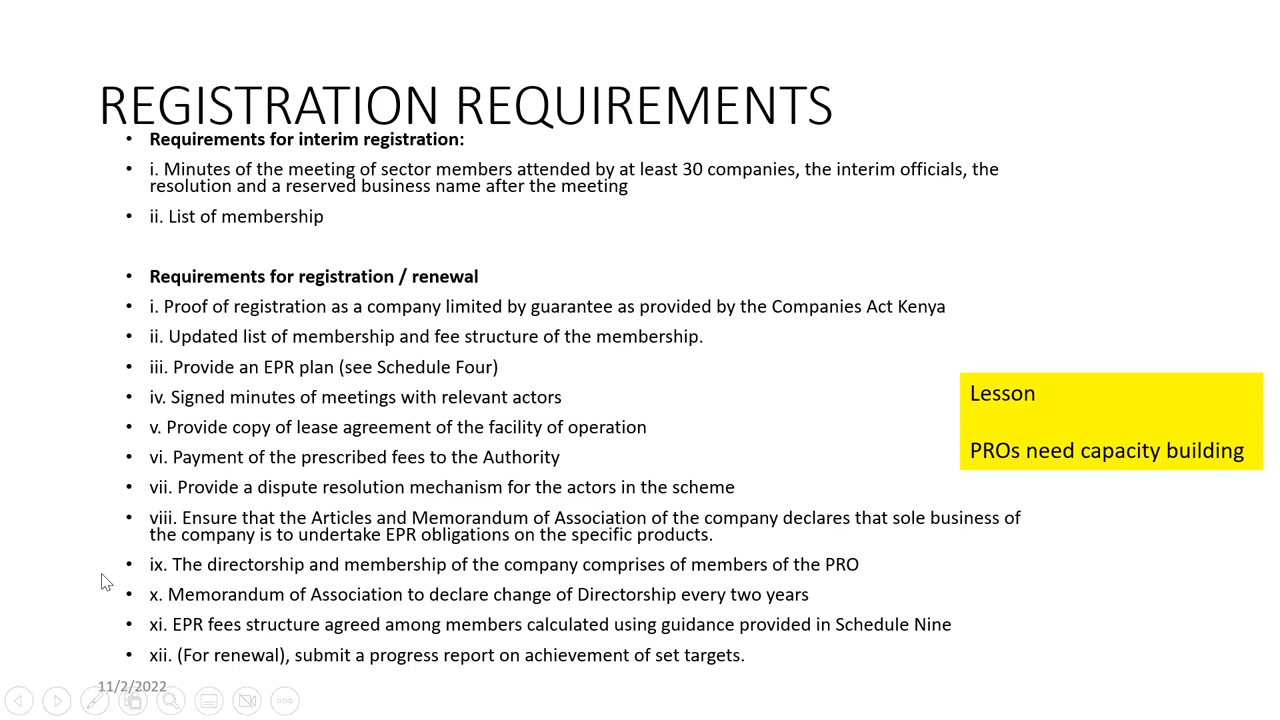 REGISTRATION REQUIREMENTS
• Requirements for interim registration:
• i. Minutes of the meeting of sector members attended by at least 30 companies, the interim officials, the
resolution and a reserved business name after the meeting
• ii. List of membership
• Requirements for registration / renewal
• i. Proof of registration as a company limited by guarantee as provided by the Companies Act Kenya
• ii. Updated list of membership and fee structure of the membership.
• iii. Provide an EPR plan (see Schedule Four)
• iv. Signed minutes of meetings with relevant actors
• v. Provide copy of lease agreement of the facility of operation
• vi. Payment of the prescribed fees to the Authority
• vii. Provide a dispute resolution mechanism for the actors in the scheme
• viii. Ensure that the Articles and Memorandum of Association of the company declares that sole business of
the company is to undertake EPR obligations on the specific products.
• ix. The directorship and membership of the company comprises of members of the PRO
• x. Memorandum of Association to declare change of Directorship every two years
• xi. EPR fees structure agreed among members calculated using guidance provided in Schedule Nine
• xii. (For renewal), submit a progress report on achievement of set targets.
Lesson
PROs need capacity building
11/2/2022